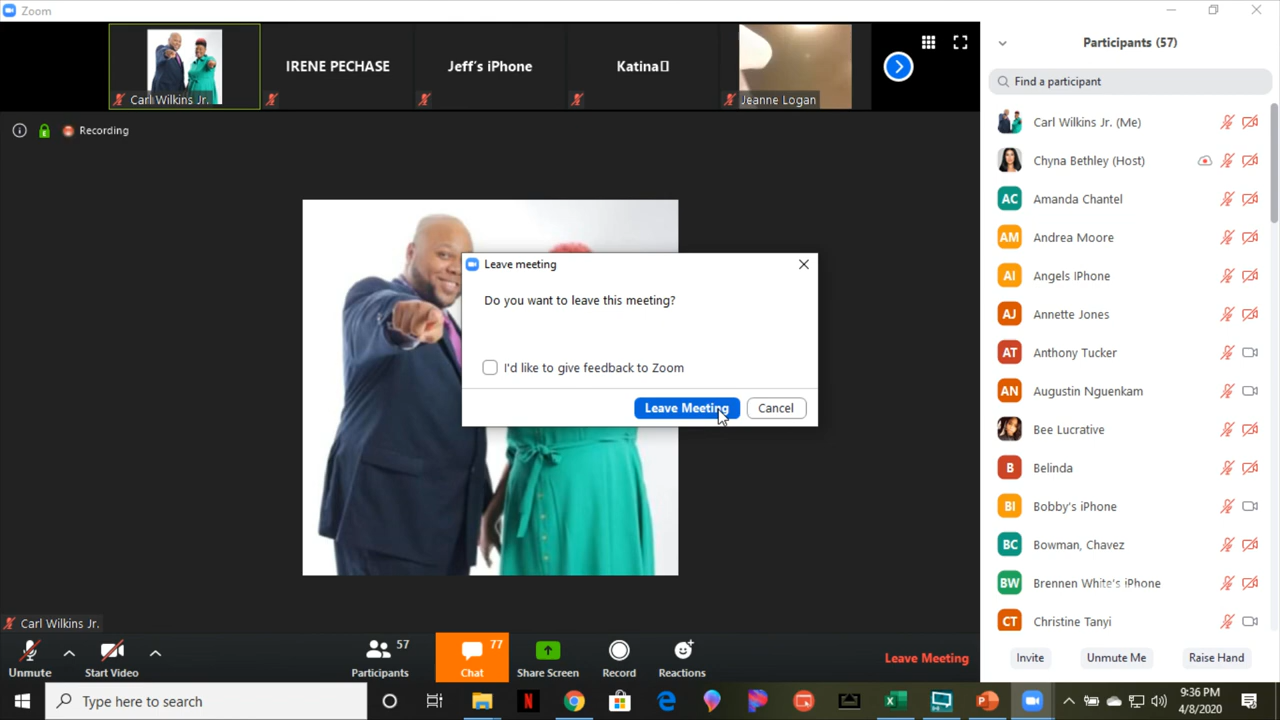 Zoom
Carl Wilkins Jr.
IRENE PECHASE
Jeff's iPhone
Katina
Jeanne Logan
Participants (57)
Find a participant
Recording
Carl Wilkins Jr. (Me)
Chyna Bethley (Host)
AC Amanda Chantel
AM Andrea Moore
AI Angels IPhone
AJ Annette Jones
AT Anthony Tucker
AN Augustin Nguenkam
Bee Lucrative
B Belinda
BI Bobby's iPhone
BC Bowman, Chavez
BW Brennen White's iPhone
CT Christine Tanyi
Leave meeting
Do you want to leave this meeting?
I'd like to give feedback to Zoom
Leave Meeting
Cancel
Carl Wilkins Jr.
Unmute
Start Video
57
Participants
77
Chat
Share Screen
Record
Reactions
Leave Meeting
Invite
Unmute Me
Raise Hand
Type here to search
9:36 PM
4/8/2020